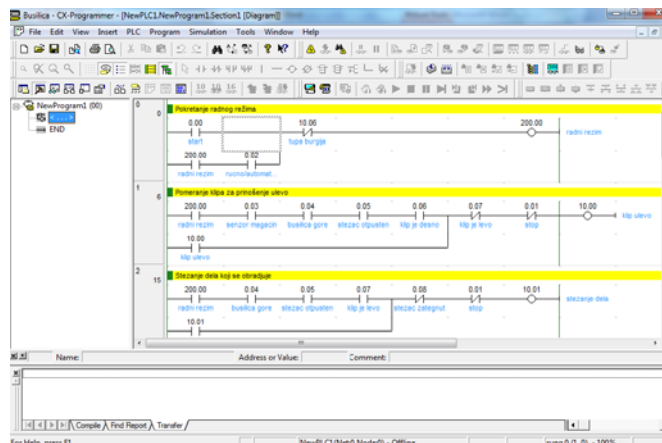 Busilica - CX-Programmer - [NewPLC1.NewProgram1.Section1 [Diagram]]
File Edit View Insert PLC Program Simulation Tools Window Help
NewProgram1 (00)
END
0
0
Pokretanje radnog režima
0.00
10.06
200.00
start
tupa burgija
radni rezim
200.00
0.02
radni rezim
rucno/automat...
1
6
Pomeranje klipa za prinošenje ulevo
200.00
0.03
0.04
0.05
0.06
0.07
0.01
10.00
radni rezim
senzor magacin
busilica gore
stezac otpusten
klip je desno
klip je levo
stop
klip ulevo
10.00
klip ulevo
2
15
Stezanje dela koji se obradjuje
200.00
0.04
0.05
0.07
0.08
0.01
10.01
radni rezim
busilica gore
stezac otpusten
klip je levo
stezac zategnut
stop
stezanje dela
10.01
Name:
Address or Value:
Comment:
Compile
Find Report
Transfer
For Help, press F1
NewPLC1(Net:0,Node:0) - Offline
rung 0 (1, 0) - 100%